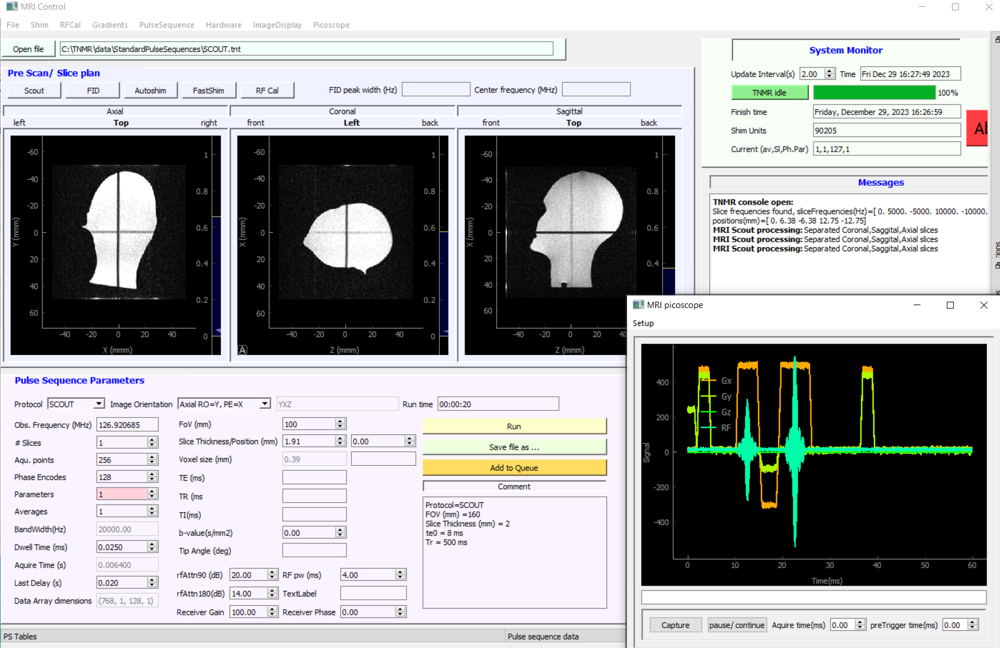 MRI Control
File Shim RFCal Gradients PulseSequence Hardware ImageDisplay Picoscope
Open file C:\TNMR\data\StandardPulseSequences\SCOUT.tnt
Pre Scan/ Slice plan
Scout FID Autoshim FastShim RF Cal FID peak width (Hz) Center frequency (MHz)
Axial Coronal Sagittal
left Top right front Left back front Top back
-60 -40 -20 0 20 40 60
Y (mmm)
-40 -20 0 20 40
X (mmm)
1 0.8 0.6 0.4 0.2 0
-60 -40 -20 0 20 40 60
X (mmm)
-40 -20 0 20 40
Z (mmm)
1 0.8 0.6 0.4 0.2 0
A
-60 -40 -20 0 20 40 60
X (mmm)
-40 -20 0 20 40
Z (mmm)
1 0.8 0.6 0.4
System Monitor
Update Interval(s) 2.00 Time Fri Dec 29 16:27:49 2023
TNMR idle 100%
Finish time Friday, December 29, 2023 16:26:59
Shim Units 90205
Current (av,Sl,Ph.Par) 1,1,127,1
Messages
TNMR console open:
Slice frequencies found, sliceFrequencies(Hz)=[ 0. 5000. -5000. 10000. -10000.
positions(mm)=[ 0. 6.38 -6.38 12.75 -12.75]
MRI Scout processing: Separated Coronal,Saggital,Axial slices
MRI Scout processing: Separated Coronal,Saggital,Axial slices
MRI Scout processing: Separated Coronal,Saggital,Axial slices
Pulse Sequence Parameters
Protocol SCOUT Image Orientation Axial RO=Y, PE=X YXZ Run time 00:00:20
Obs. Frequency (MHz) 126.920685
# Slices 1
Aqu. points 256
Phase Encodes 128
Parameters 1
Averages 1
BandWidth(Hz) 20000.00
Dwell Time (ms) 0.0250
Aquire Time (s) 0.006400
Last Delay (s) 0.020
Data Array dimensions (768, 1, 128, 1)
FoV (mm) 100
Slice Thickness/Position (mm) 1.91 0.00
Voxel size (mm) 0.39
TE (ms)
TR (ms
TI(ms)
b-value(s/mm2) 0.00
Tip Angle (deg)
rfAttn90 (dB) 20.00 RF pw (ms) 4.00
rfAttn180(dB) 14.00 TextLabel
Receiver Gain 100.00 Receiver Phase 0.00
Run
Save file as ...
Add to Queue
Comment
Protocol=SCOUT
FOV (mm) =160
Slice Thickness (mm) = 2
te0 = 8 ms
Tr = 500 ms
PS Tables Pulse sequence data
MRI picoscope
Setup
400 200 0 -200 -400
Signal
Gx
Gy
Gz
RF
0 10 20 30 40 50 60
Time(ms)
Capture pause/ continue Aquire time(ms) 0.00 preTrigger time(ms) 0.00